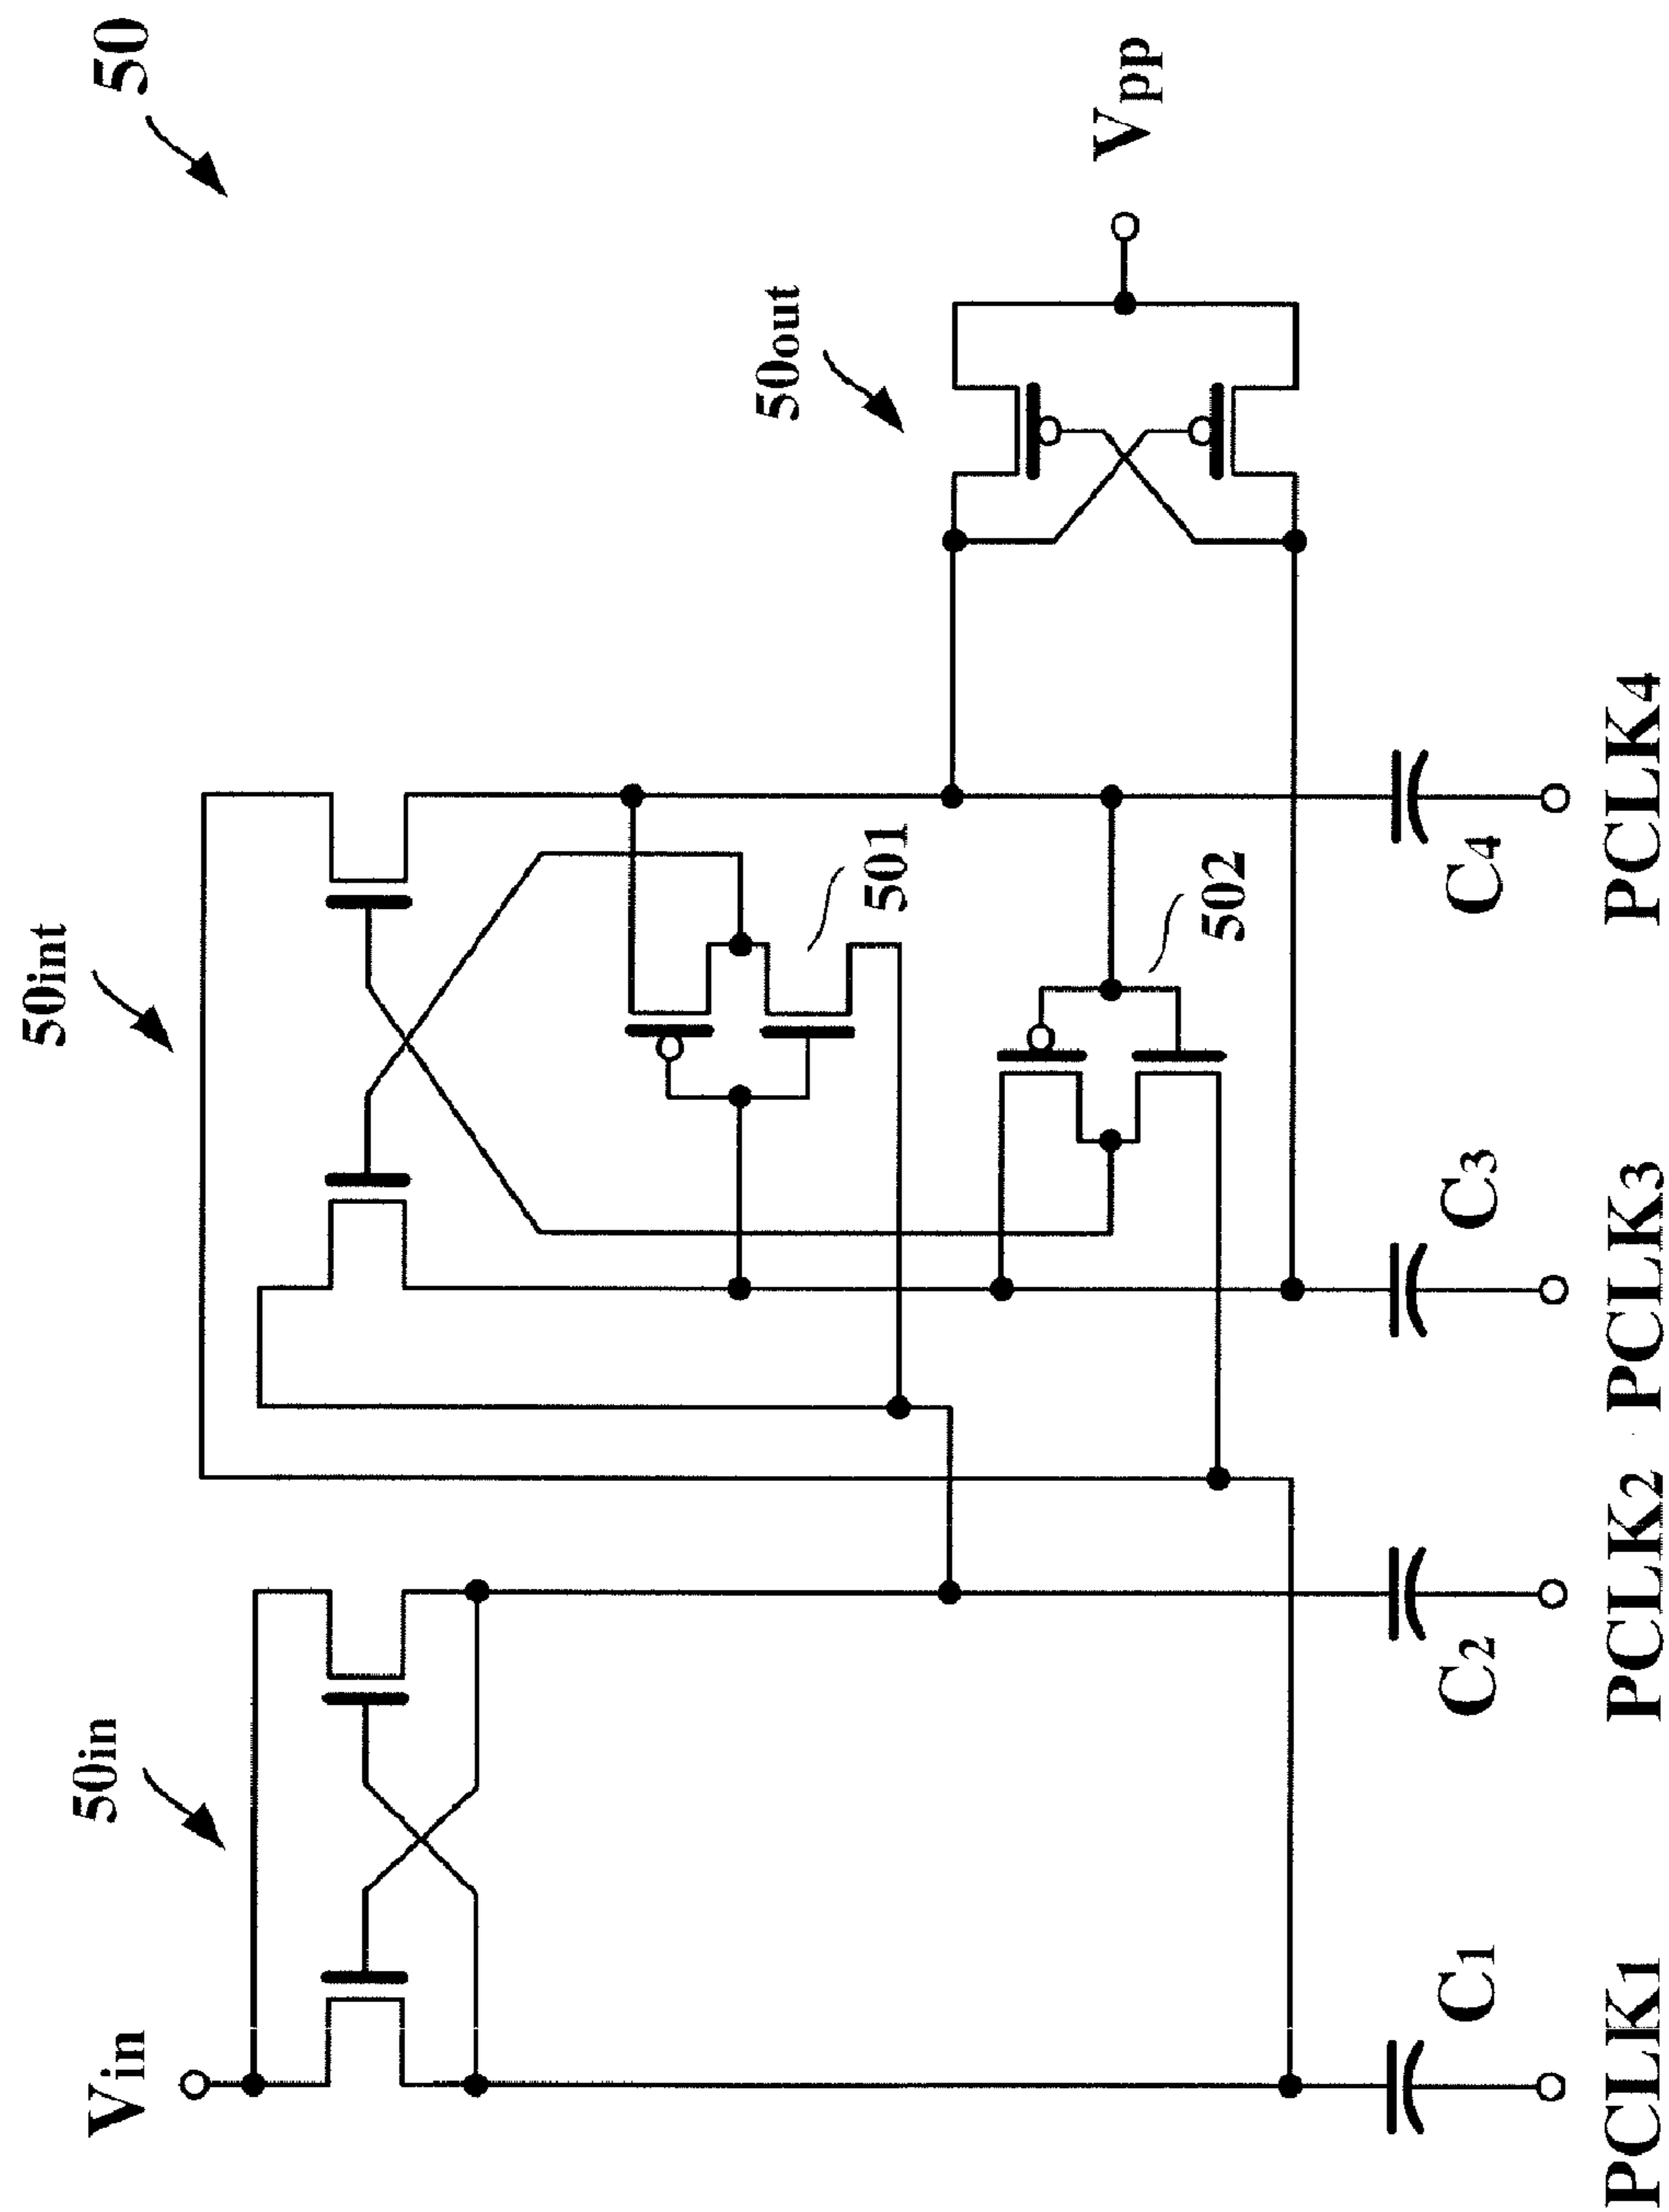 50
50in
50int
50out
Vin
Vpp
501
502
C1
C2
C3
C4
PCLK1
PCLK2
PCLK3
PCLK4